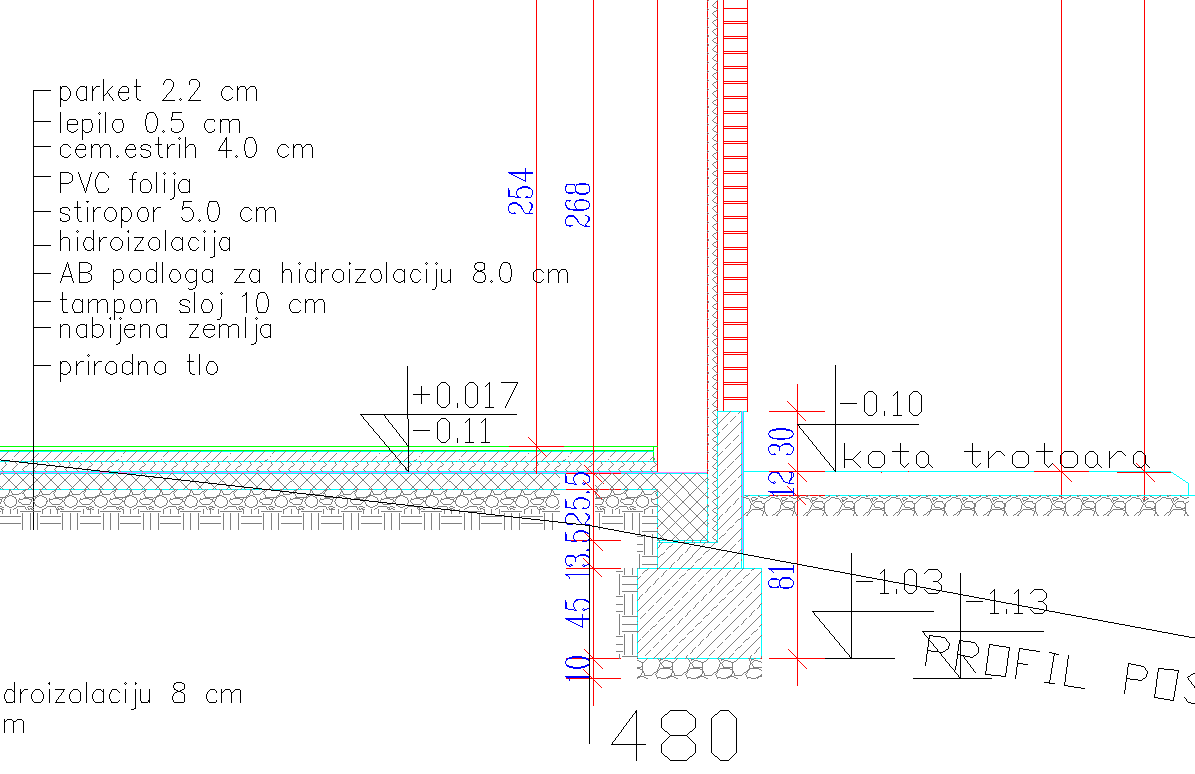 parket 2.2 cm
lepilo 0.5 cm
cem.estrih 4.0 cm
PVC folija
stiropor 5.0 cm
hidroizolacija
AB podloga za hidroizolaciju 8.0 cm
tampon sloj 10 cm
nabijena zemlja
prirodno tlo
254
268
+0.017
-0.11
-0.10
kota trotoara
30
12
81
25.5
13.5
45
10
-1.03
-1.13
PROFIL POS
droizolaciju 8 cm
m
480